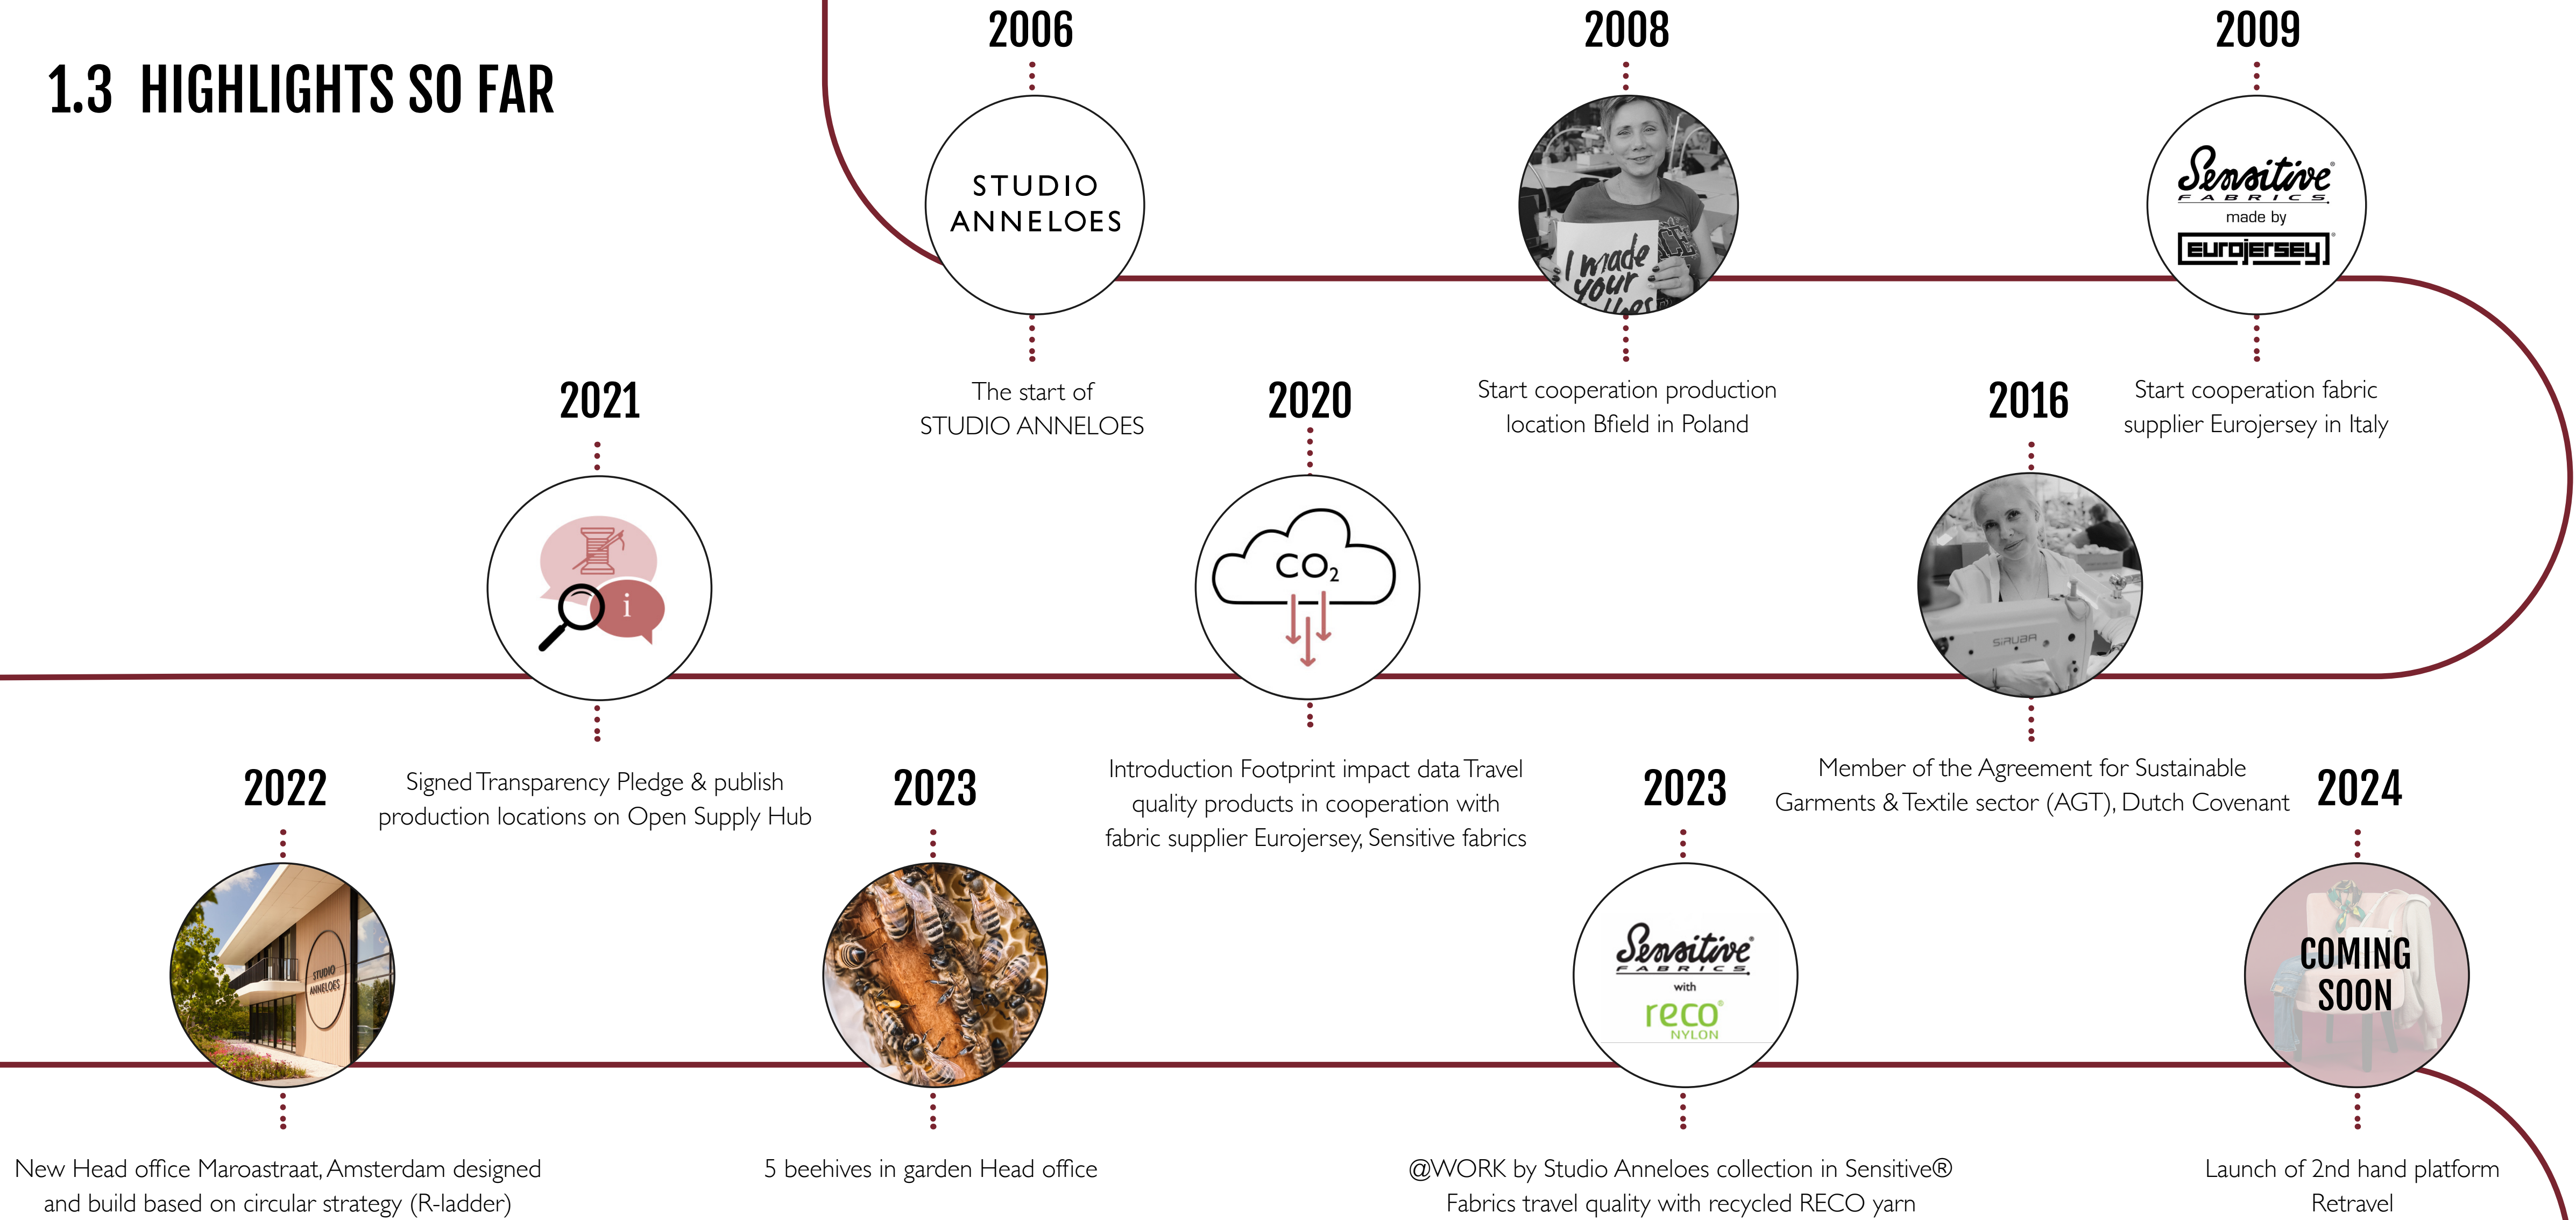 1.3 HIGHLIGHTS SO FAR
2006
STUDIO
ANNELOES
The start of
STUDIO ANNELOES
2008
I made
your
Start cooperation production
location Bfield in Poland
2009
Sensitive®
FABRICS
made by
eurojersey®
Start cooperation fabric
supplier Eurojersey in Italy
2016
SIRUBA
Member of the Agreement for Sustainable
Garments & Textile sector (AGT), Dutch Covenant
2020
CO₂
Introduction Footprint impact data Travel
quality products in cooperation with
fabric supplier Eurojersey, Sensitive fabrics
2021
i
Signed Transparency Pledge & publish
production locations on Open Supply Hub
2022
STUDIO
ANNELOES
New Head office Maroastraat, Amsterdam designed
and build based on circular strategy (R-ladder)
2023
5 beehives in garden Head office
2023
Sensitive®
FABRICS
with
reco®
NYLON
@WORK by Studio Anneloes collection in Sensitive®
Fabrics travel quality with recycled RECO yarn
2024
COMING
SOON
Launch of 2nd hand platform
Retravel